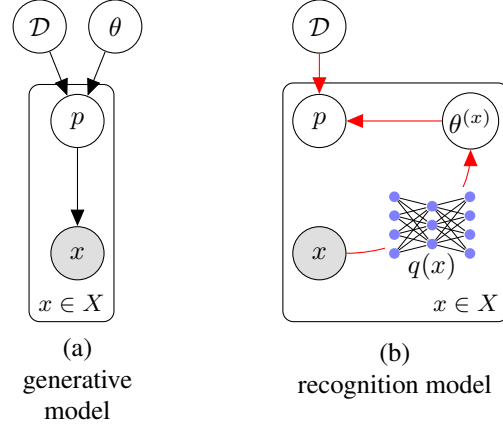 𝒟 θ
p
x
x ∈ X
(a)
generative
model
𝒟
p θ^{(x)}
x
q(x)
x ∈ X
(b)
recognition model